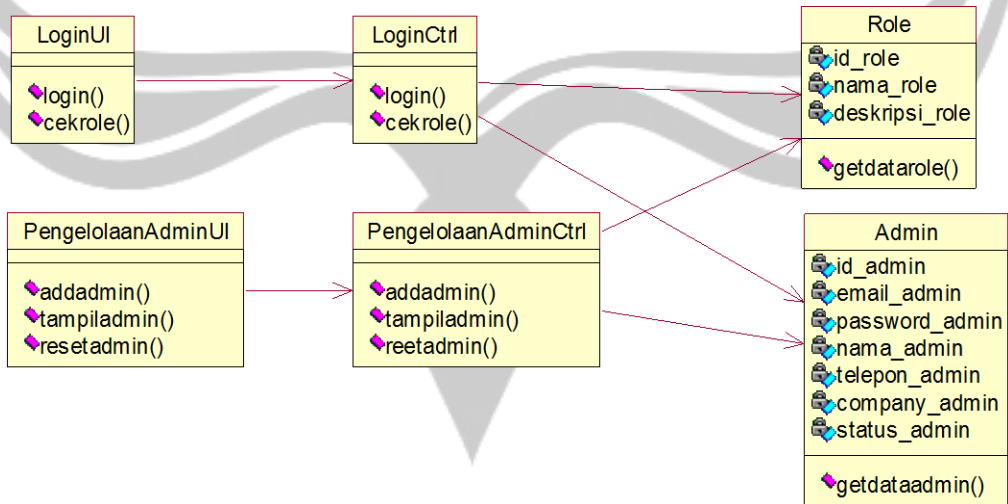 LoginUI
login()
cekrole()
LoginCtrl
login()
cekrole()
Role
id_role
nama_role
deskripsi_role
getdatarole()
PengelolaanAdminUI
addadmin()
tampiladmin()
resetadmin()
PengelolaanAdminCtrl
addadmin()
tampiladmin()
reetadmin()
Admin
id_admin
email_admin
password_admin
nama_admin
telepon_admin
company_admin
status_admin
getdataadmin()